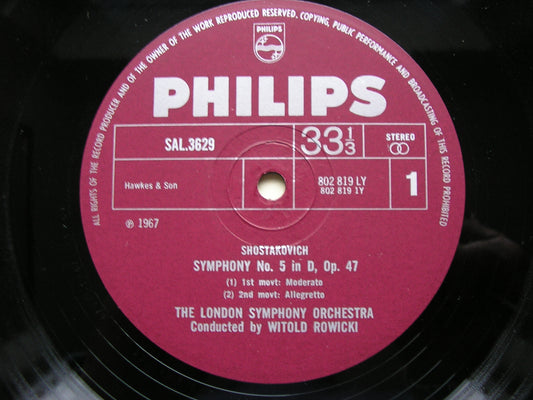 ALL RIGHTS OF THE RECORD PRODUCER AND OF THE OWNER OF THE WORK REPRODUCED RESERVED. COPYING, PUBLIC PERFORMANCE AND BROADCASTING OF THIS RECORD PROHIBITED
PHILIPS
PHILIPS
SAL.3629
33 1/3
STEREO
Hawkes & Son
802 819 LY
802 819 1Y
1
℗ 1967
SHOSTAKOVICH
SYMPHONY No. 5 in D, Op. 47
(1) 1st movt: Moderato
(2) 2nd movt: Allegretto
THE LONDON SYMPHONY ORCHESTRA
Conducted by WITOLD ROWICKI